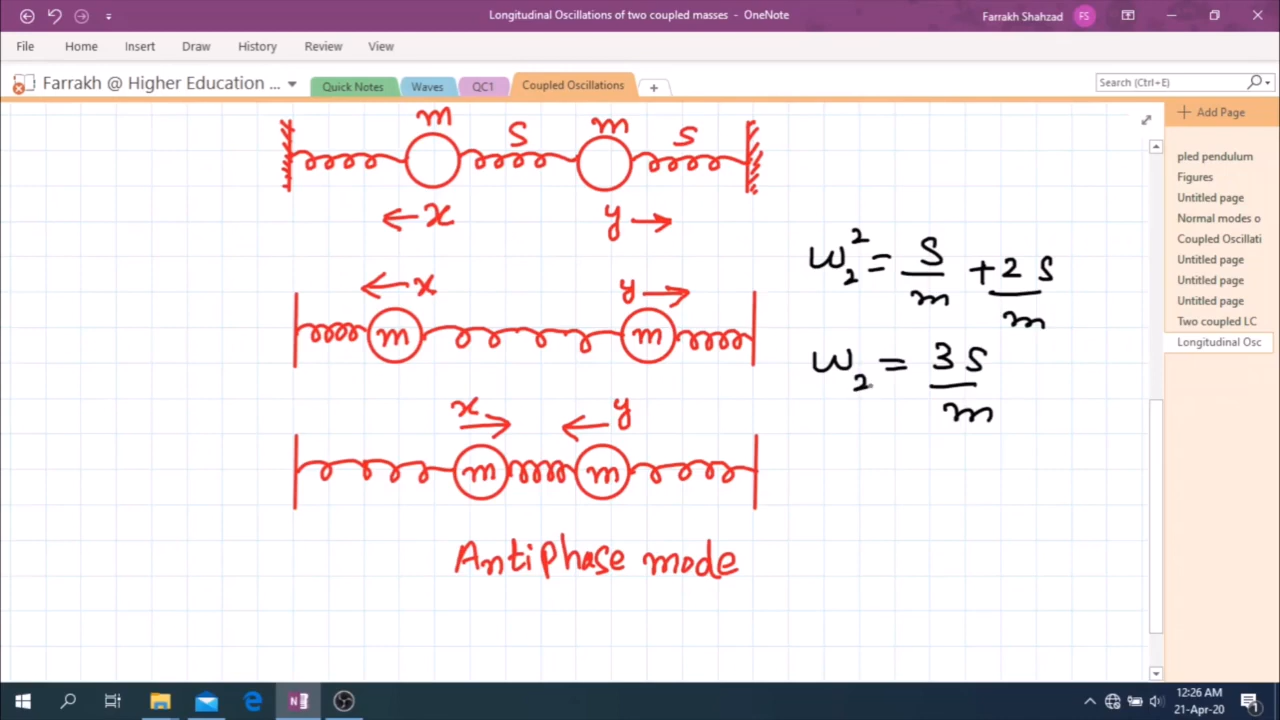 Longitudinal Oscillations of two coupled masses - OneNote
Farrakh Shahzad FS
File Home Insert Draw History Review View
Farrakh @ Higher Education ... Quick Notes Waves QC1 Coupled Oscillations + Search (Ctrl+E)
+ Add Page
pled pendulum
Figures
Untitled page
Normal modes o
Coupled Oscillati
Untitled page
Untitled page
Untitled page
Two coupled LC
Longitudinal Osc
m S m S
← x y →
ω₂² = S/m + 2S/m
← x y →
m m
ω₂ = 3S/m
x → ← y
m m
Antiphase mode
12:26 AM
21-Apr-20
1